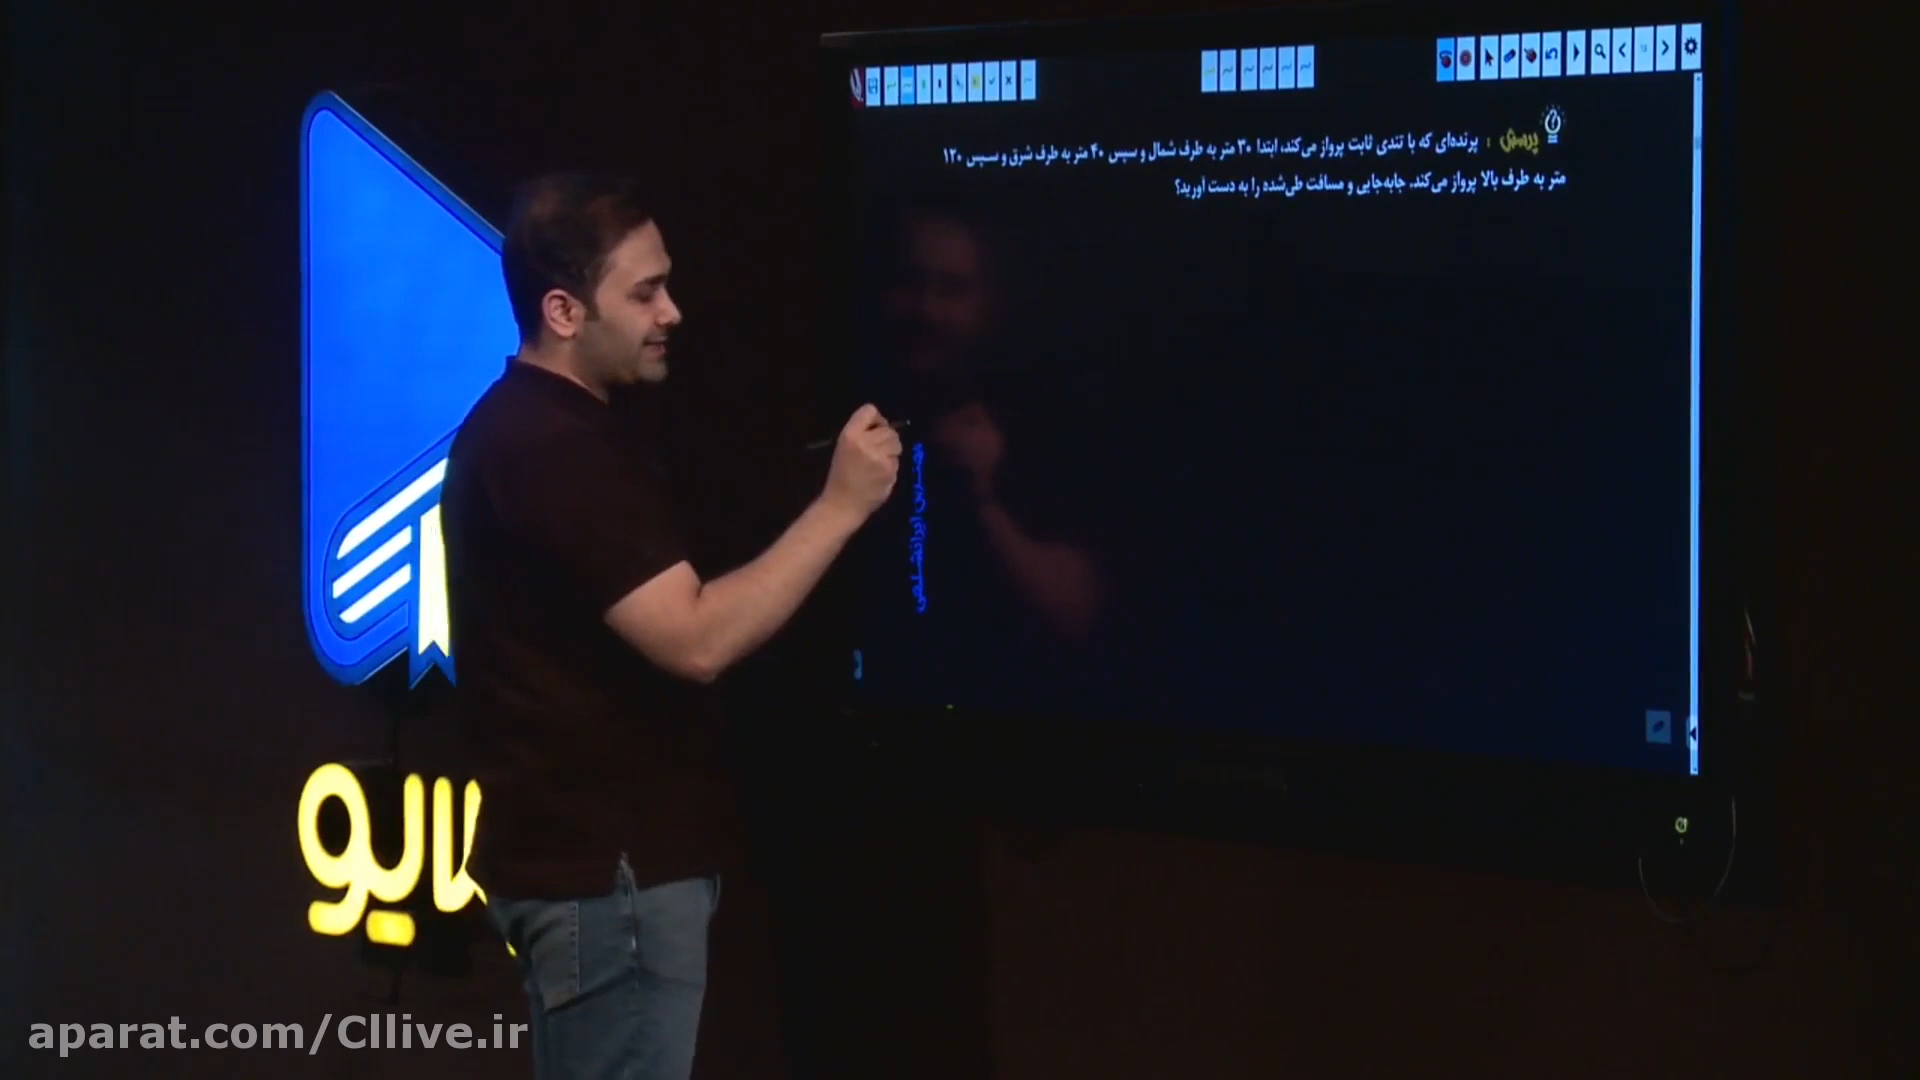 پرسش : پرنده‌ای که با تندی ثابت پرواز می‌کند، ابتدا ۳۰ متر به طرف شمال و سپس ۴۰ متر به طرف شرق و سپس ۱۲۰
متر به طرف بالا پرواز می‌کند. جابه‌جایی و مسافت طی‌شده را به دست آورید؟
aparat.com/Cllive.ir